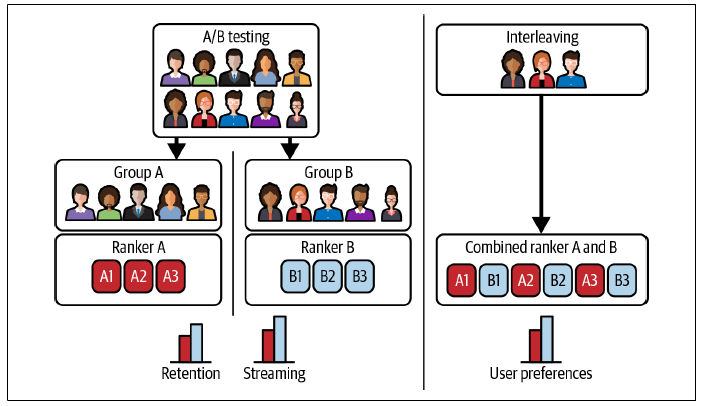 A/B testing
Interleaving
Group A
Group B
Ranker A
A1 A2 A3
Ranker B
B1 B2 B3
Combined ranker A and B
A1 B1 A2 B2 A3 B3
Retention
Streaming
User preferences